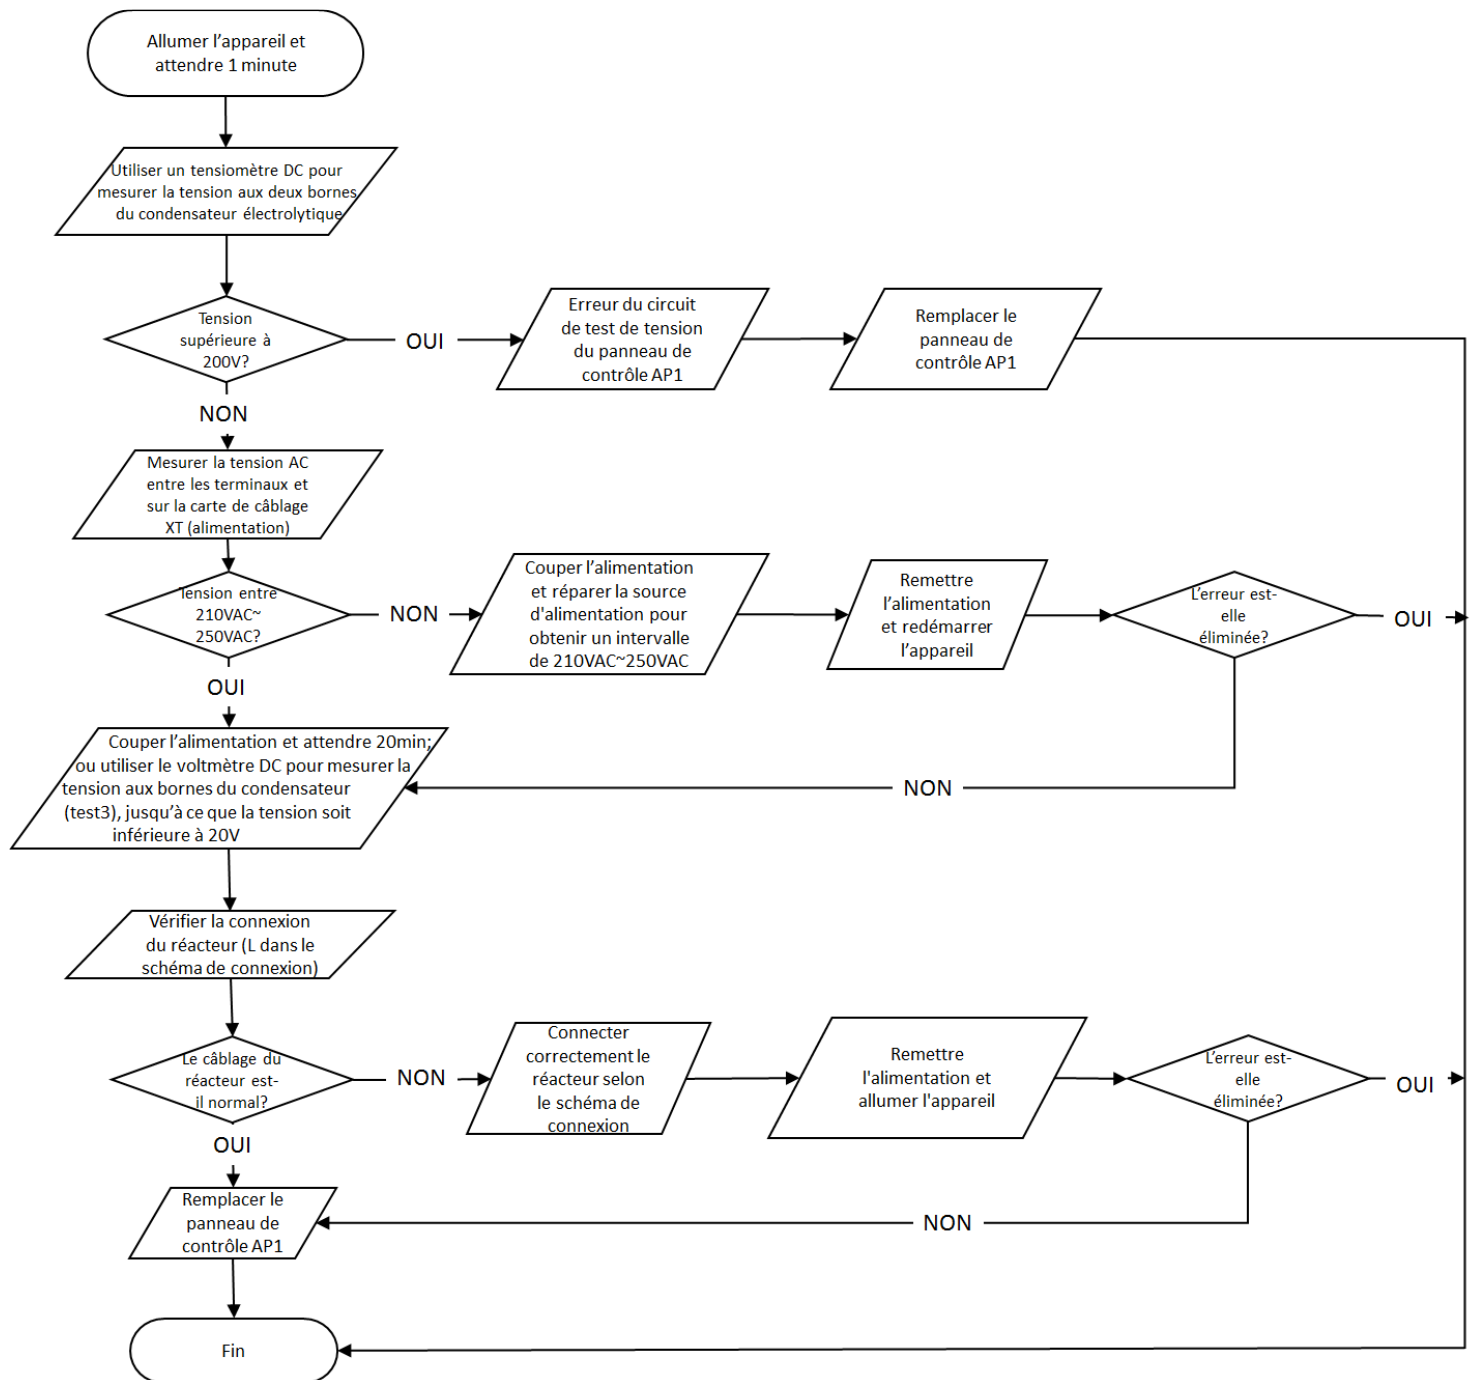 Allumer l’appareil et
attendre 1 minute
Utiliser un tensiomètre DC pour
mesurer la tension aux deux bornes
du condensateur électrolytique
Tension
supérieure à
200V?
OUI
Erreur du circuit
de test de tension
du panneau de
contrôle AP1
Remplacer le
panneau de
contrôle AP1
NON
Mesurer la tension AC
entre les terminaux et
sur la carte de câblage
XT (alimentation)
Tension entre
210VAC~
250VAC?
NON
Couper l’alimentation
et réparer la source
d'alimentation pour
obtenir un intervalle
de 210VAC~250VAC
Remettre
l’alimentation
et redémarrer
l’appareil
L’erreur est-
elle
éliminée?
OUI
OUI
Couper l’alimentation et attendre 20min;
ou utiliser le voltmètre DC pour mesurer la
tension aux bornes du condensateur
(test3), jusqu’à ce que la tension soit
inférieure à 20V
NON
Vérifier la connexion
du réacteur (L dans le
schéma de connexion)
Le câblage du
réacteur est-
il normal?
NON
Connecter
correctement le
réacteur selon
le schéma de
connexion
Remettre
l'alimentation et
allumer l'appareil
L’erreur est-
elle
éliminée?
OUI
OUI
Remplacer le
panneau de
contrôle AP1
NON
Fin